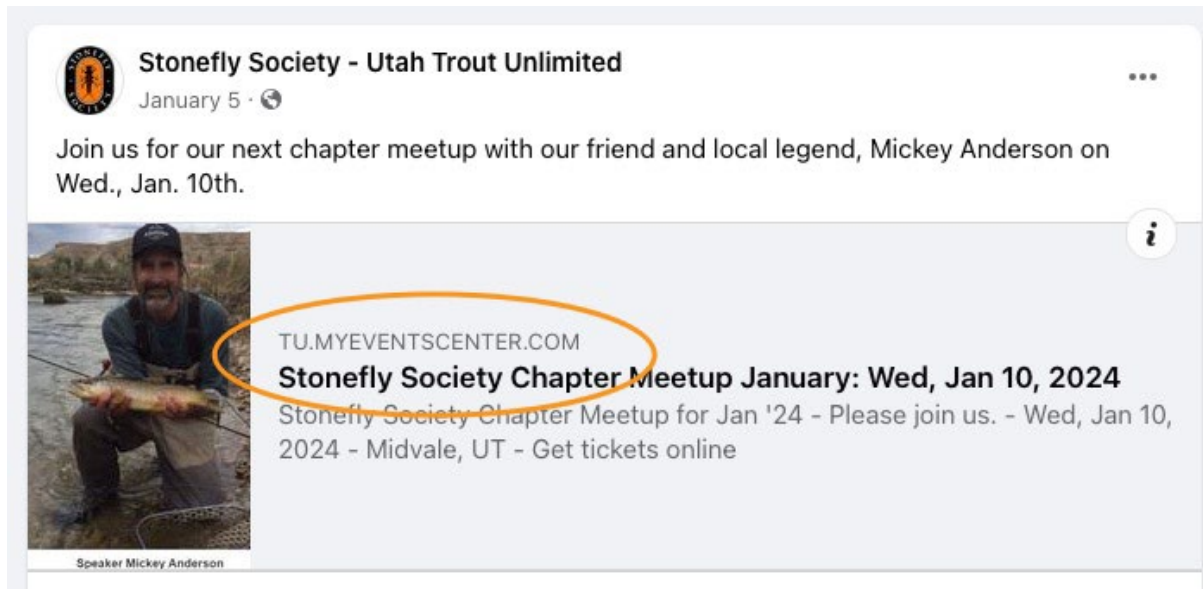 STONEFLY
SOCIETY
Stonefly Society - Utah Trout Unlimited
January 5 ·
Join us for our next chapter meetup with our friend and local legend, Mickey Anderson on
Wed., Jan. 10th.
i
TU.MYEVENTSCENTER.COM
Stonefly Society Chapter Meetup January: Wed, Jan 10, 2024
Stonefly Society Chapter Meetup for Jan '24 - Please join us. - Wed, Jan 10,
2024 - Midvale, UT - Get tickets online
Speaker Mickey Anderson